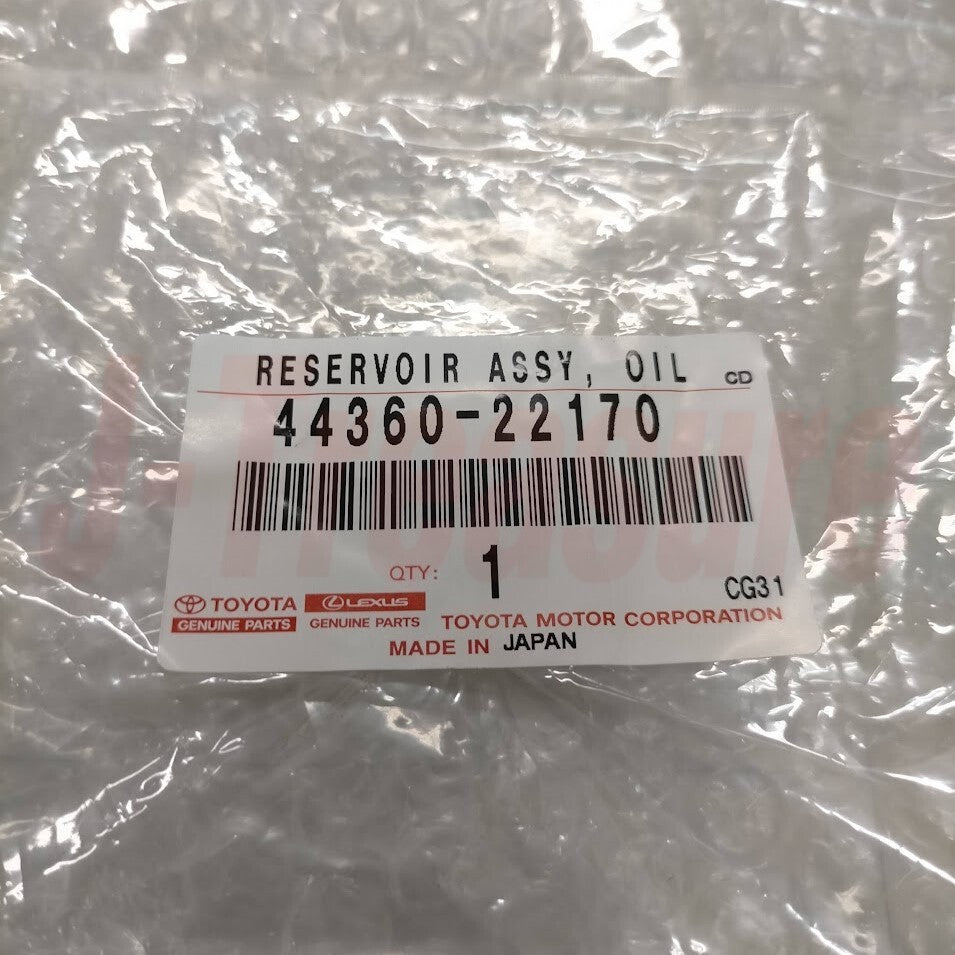 RESERVOIR ASSY, OIL CD
44360-22170
J-Treasure
QTY: 1
CG31
TOYOTA LEXUS
GENUINE PARTS GENUINE PARTS TOYOTA MOTOR CORPORATION
MADE IN JAPAN